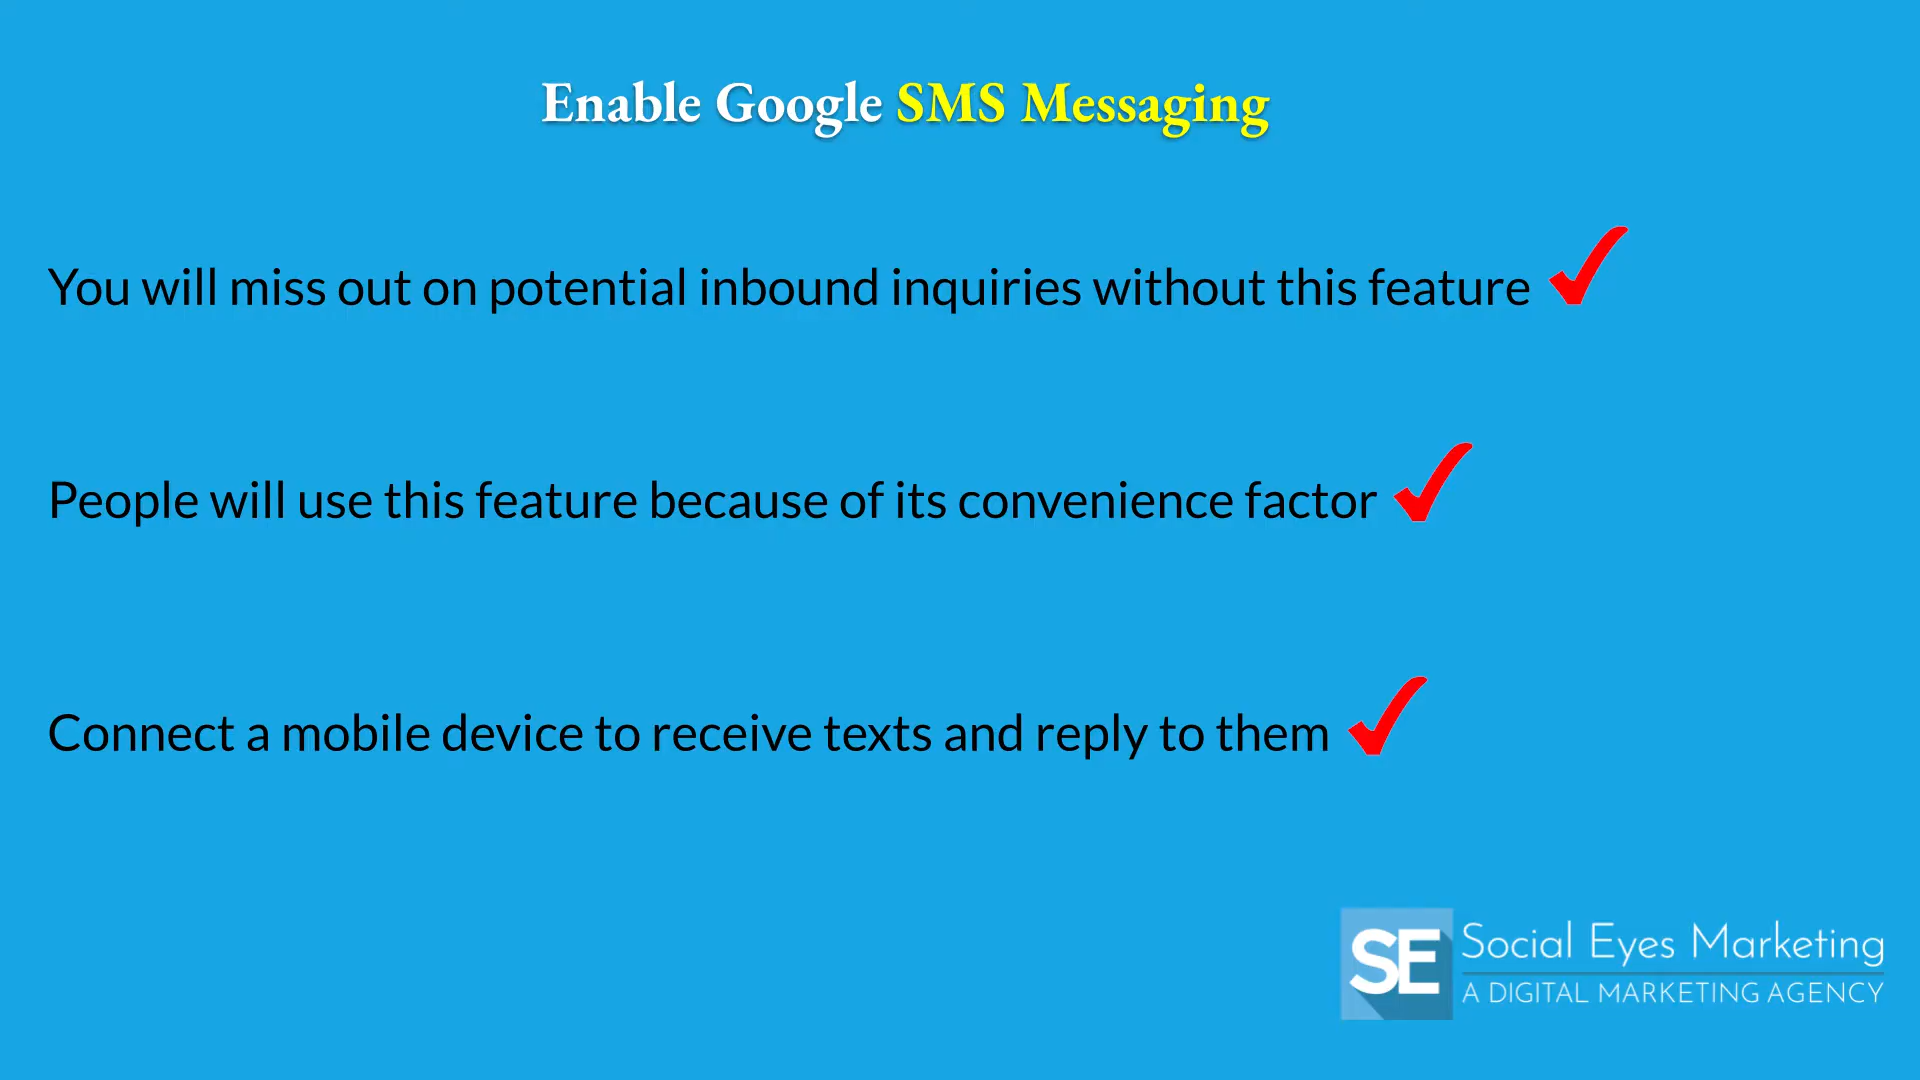 Enable Google SMS Messaging
You will miss out on potential inbound inquiries without this feature
People will use this feature because of its convenience factor
Connect a mobile device to receive texts and reply to them
SE
Social Eyes Marketing
A DIGITAL MARKETING AGENCY